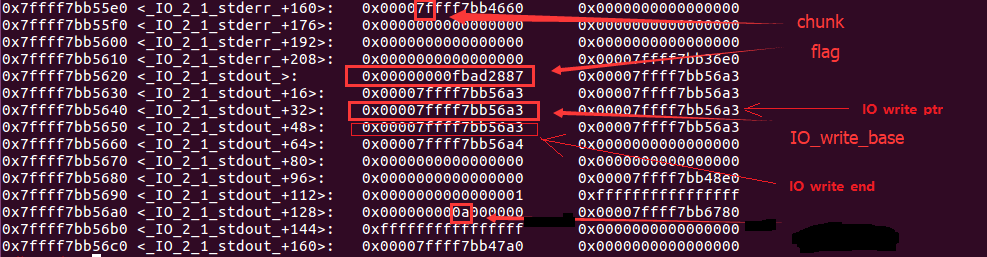 0x7ffff7bb55e0 <_IO_2_1_stderr_+160>: 0x00007ffff7bb4660 0x0000000000000000
chunk
0x7ffff7bb55f0 <_IO_2_1_stderr_+176>: 0x0000000000000000 0x0000000000000000
0x7ffff7bb5600 <_IO_2_1_stderr_+192>: 0x0000000000000000 0x0000000000000000
flag
0x7ffff7bb5610 <_IO_2_1_stderr_+208>: 0x0000000000000000 0x00007ffff7bb36e0
0x7ffff7bb5620 <_IO_2_1_stdout_>: 0x00000000fbad2887 0x00007ffff7bb56a3
0x7ffff7bb5630 <_IO_2_1_stdout_+16>: 0x00007ffff7bb56a3 0x00007ffff7bb56a3
0x7ffff7bb5640 <_IO_2_1_stdout_+32>: 0x00007ffff7bb56a3 0x00007ffff7bb56a3
IO write ptr
0x7ffff7bb5650 <_IO_2_1_stdout_+48>: 0x00007ffff7bb56a3 0x00007ffff7bb56a3
IO_write_base
0x7ffff7bb5660 <_IO_2_1_stdout_+64>: 0x00007ffff7bb56a4 0x0000000000000000
0x7ffff7bb5670 <_IO_2_1_stdout_+80>: 0x0000000000000000 0x0000000000000000
0x7ffff7bb5680 <_IO_2_1_stdout_+96>: 0x0000000000000000 0x00007ffff7bb48e0
IO write end
0x7ffff7bb5690 <_IO_2_1_stdout_+112>: 0x0000000000000001 0xffffffffffffffff
0x7ffff7bb56a0 <_IO_2_1_stdout_+128>: 0x000000000a000000 0x00007ffff7bb6780
0x7ffff7bb56b0 <_IO_2_1_stdout_+144>: 0xffffffffffffffff 0x0000000000000000
0x7ffff7bb56c0 <_IO_2_1_stdout_+160>: 0x00007ffff7bb47a0 0x0000000000000000